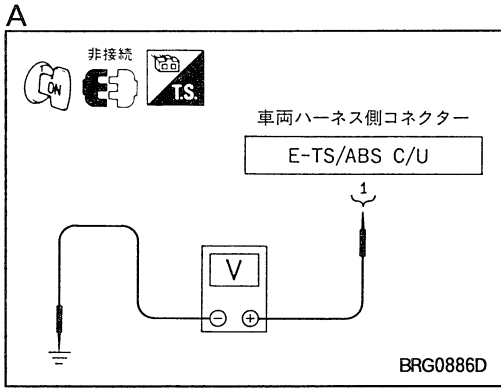 A
ON
非接続
T.S.
車両ハーネス側コネクター
E-TS/ABS C/U
1
V
− +
BRG0886D